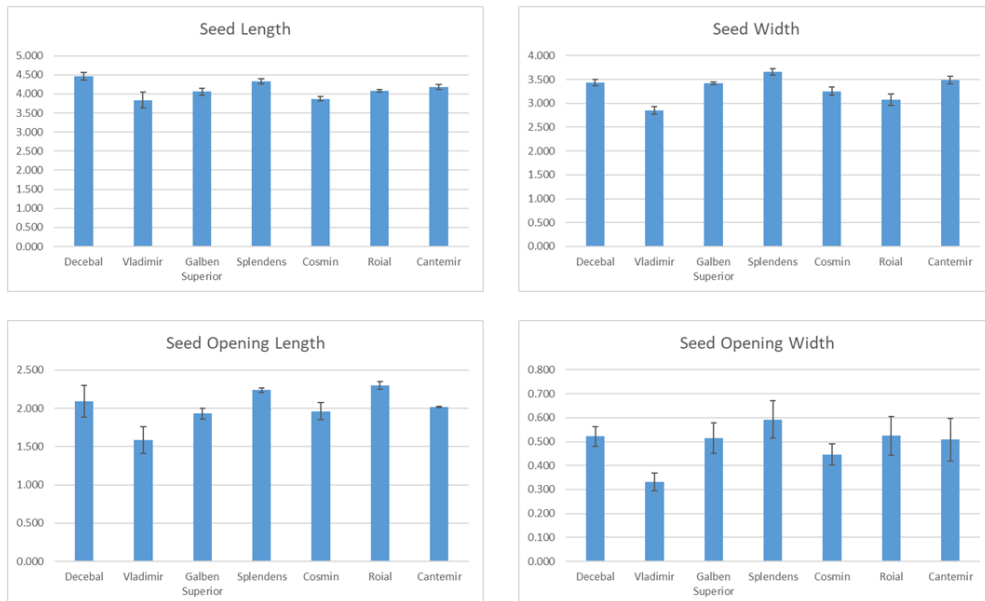 Seed Length
5.000
4.500
4.000
3.500
3.000
2.500
2.000
1.500
1.000
0.500
0.000
Decebal Vladimir Galben Splendens Cosmin Roial Cantemir
Superior
Seed Width
4.000
3.500
3.000
2.500
2.000
1.500
1.000
0.500
0.000
Decebal Vladimir Galben Splendens Cosmin Roial Cantemir
Superior
Seed Opening Length
2.500
2.000
1.500
1.000
0.500
0.000
Decebal Vladimir Galben Splendens Cosmin Roial Cantemir
Superior
Seed Opening Width
0.800
0.700
0.600
0.500
0.400
0.300
0.200
0.100
0.000
Decebal Vladimir Galben Splendens Cosmin Roial Cantemir
Superior